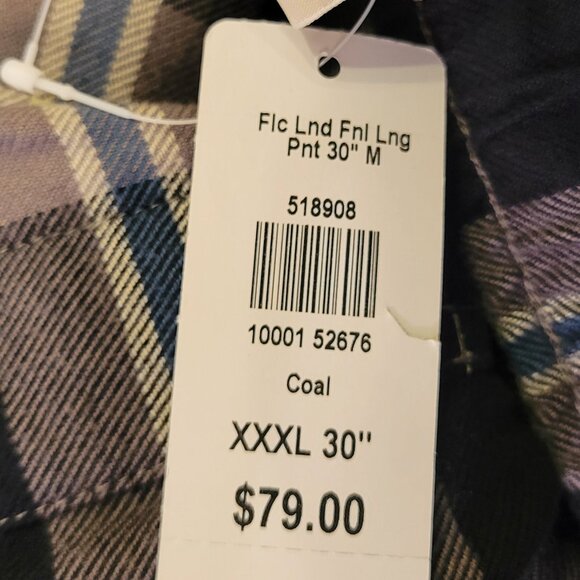 Flc Lnd Fnl Lng
Pnt 30" M
518908
10001 52676
Coal
XXXL 30"
$79.00